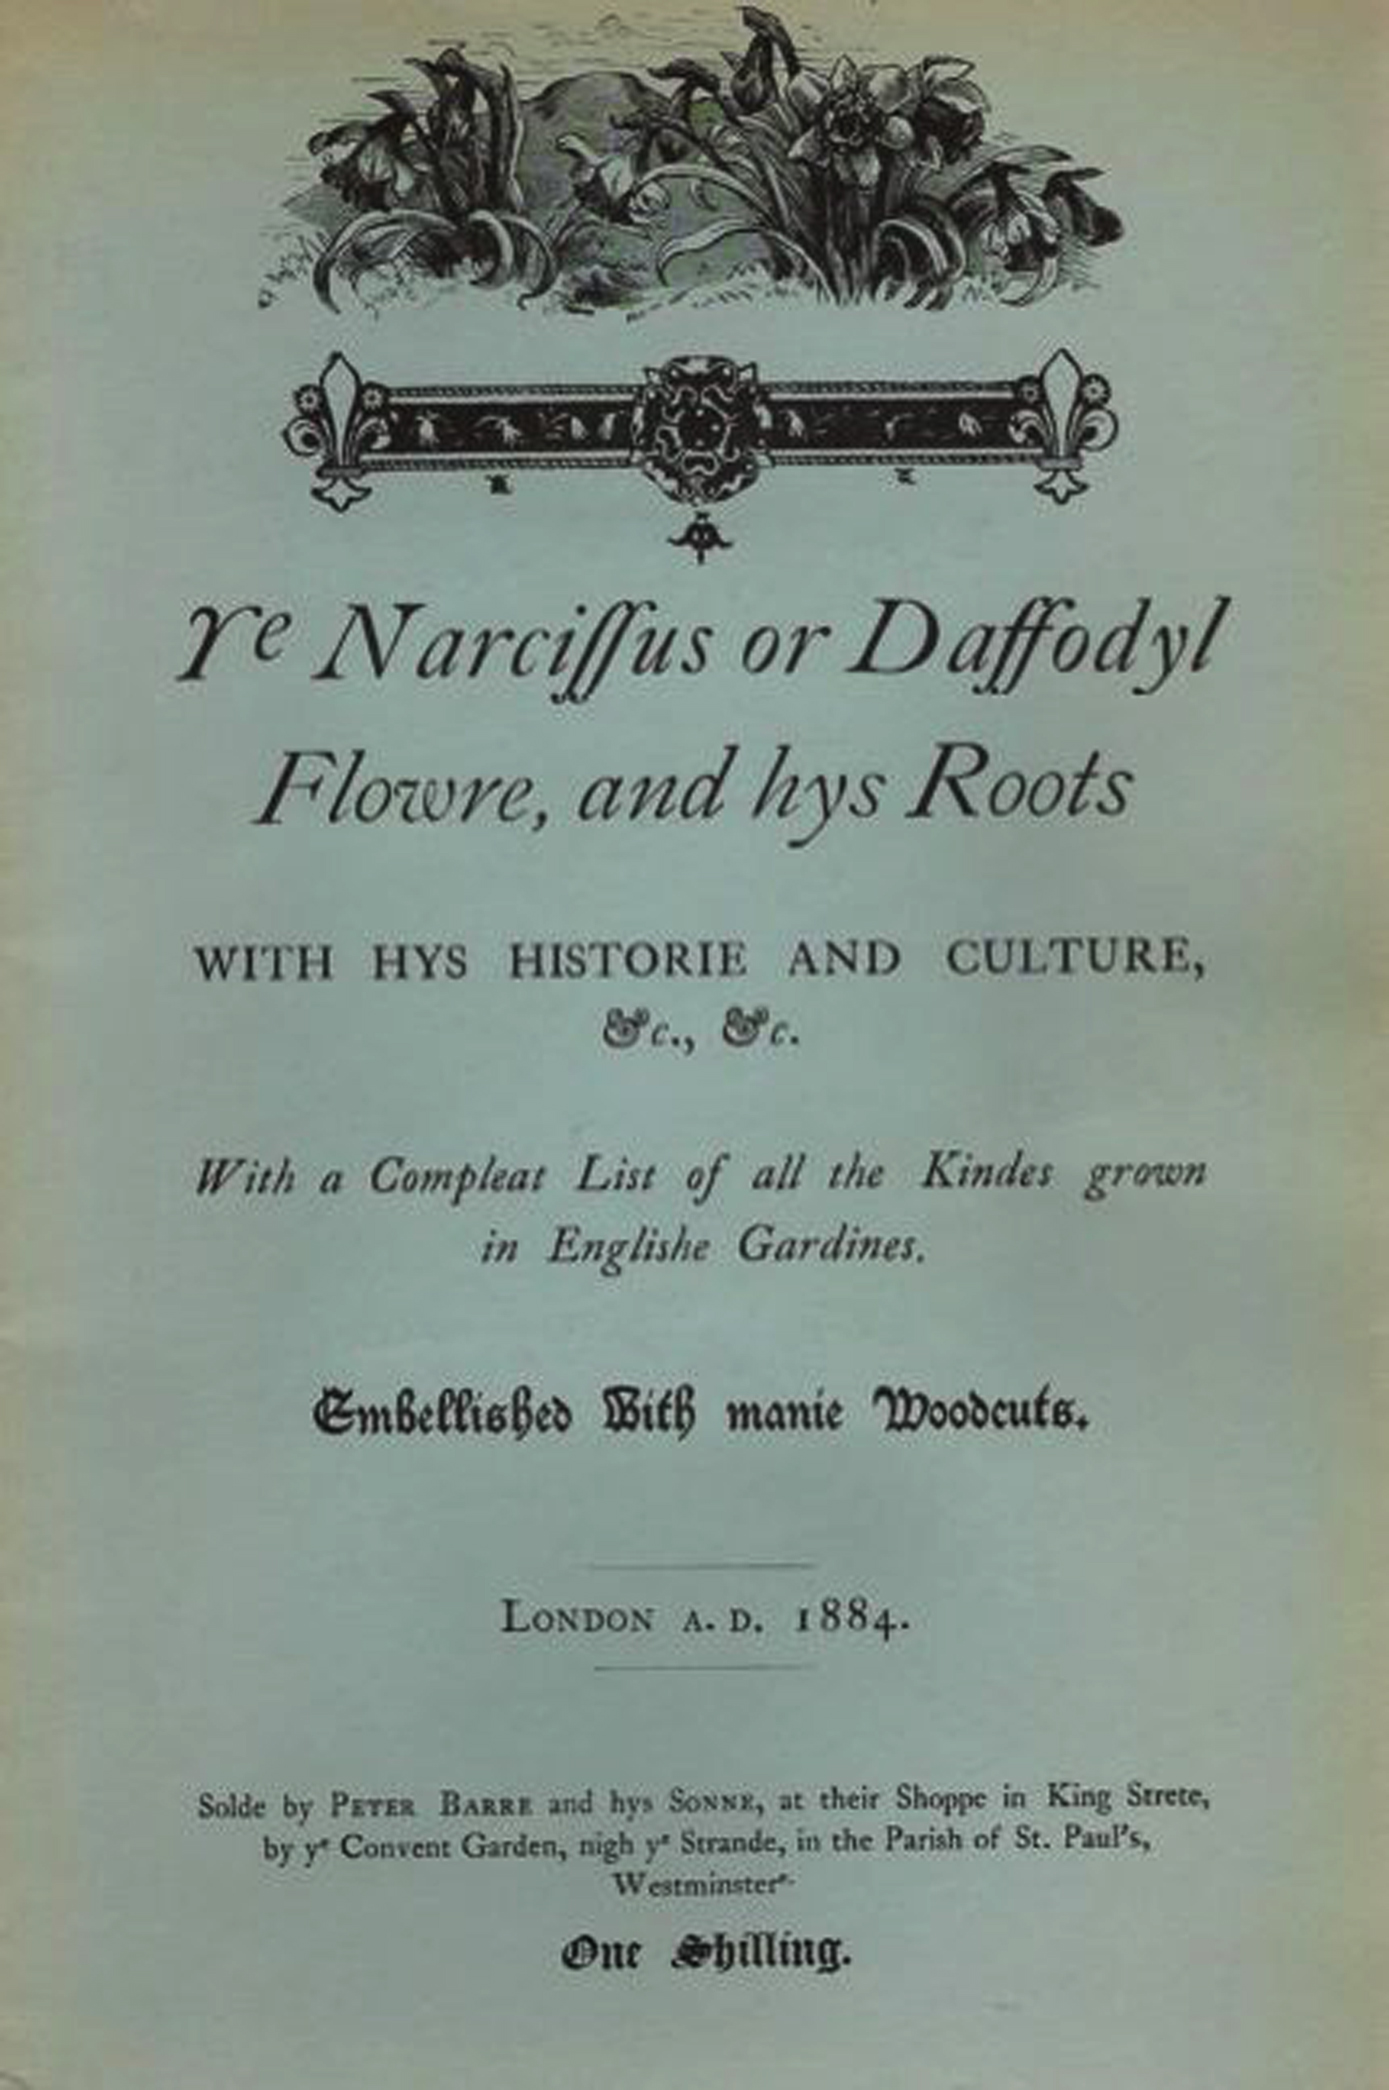 Yᵉ Narciſſus or Daffodyl
Flowre, and hys Roots
WITH HYS HISTORIE AND CULTURE,
&c., &c.
With a Compleat List of all the Kindes grown
in Englishe Gardines.
Embellished With manie Woodcuts.
LONDON A. D. 1884.
Solde by PETER BARRE and hys SONNE, at their Shoppe in King Strete,
by yᵉ Convent Garden, nigh yᵉ Strande, in the Parish of St. Paul's,
Westminster.
One Shilling.